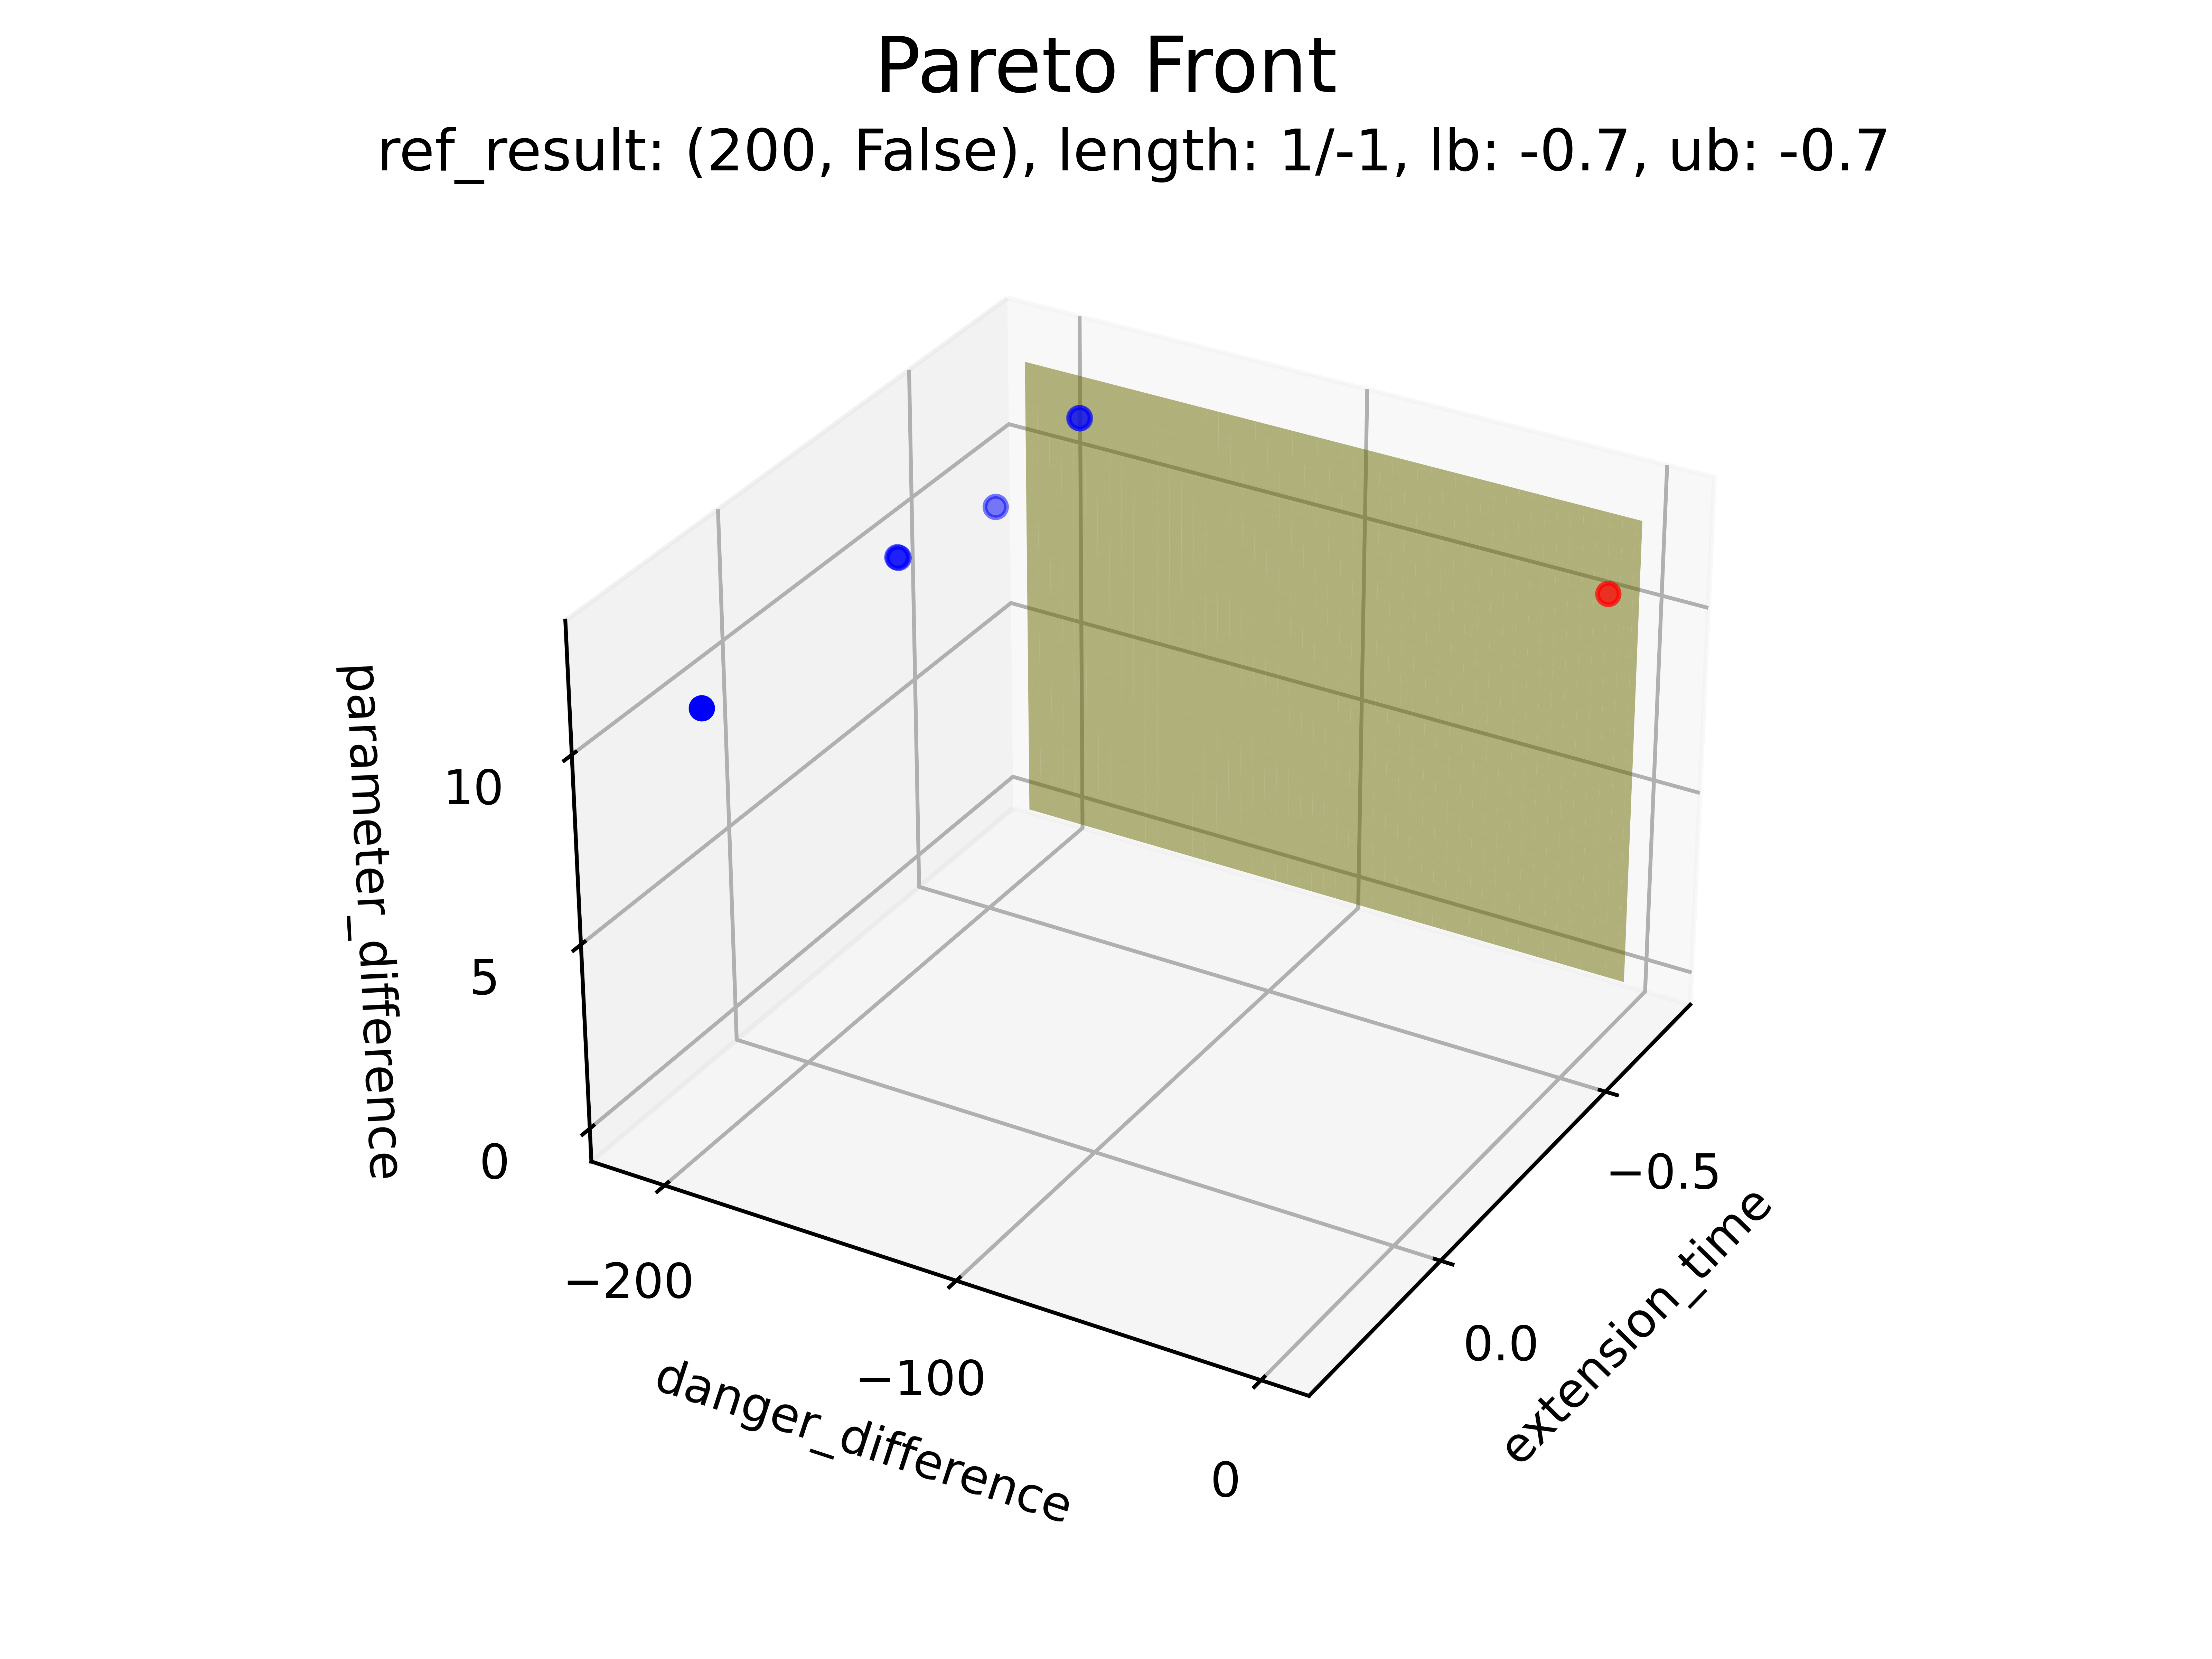 Pareto Front
ref_result: (200, False), length: 1/-1, lb: -0.7, ub: -0.7
parameter_difference
10
5
0
−200
−100
0
danger_difference
−0.5
0.0
extension_time